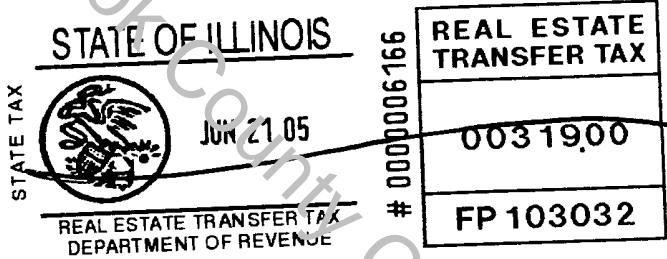 STATE OF ILLINOIS
STATE TAX
JUN 21 05
REAL ESTATE TRANSFER TAX
DEPARTMENT OF REVENUE
# 0000006166
REAL ESTATE
TRANSFER TAX
0031900
FP 103032
County